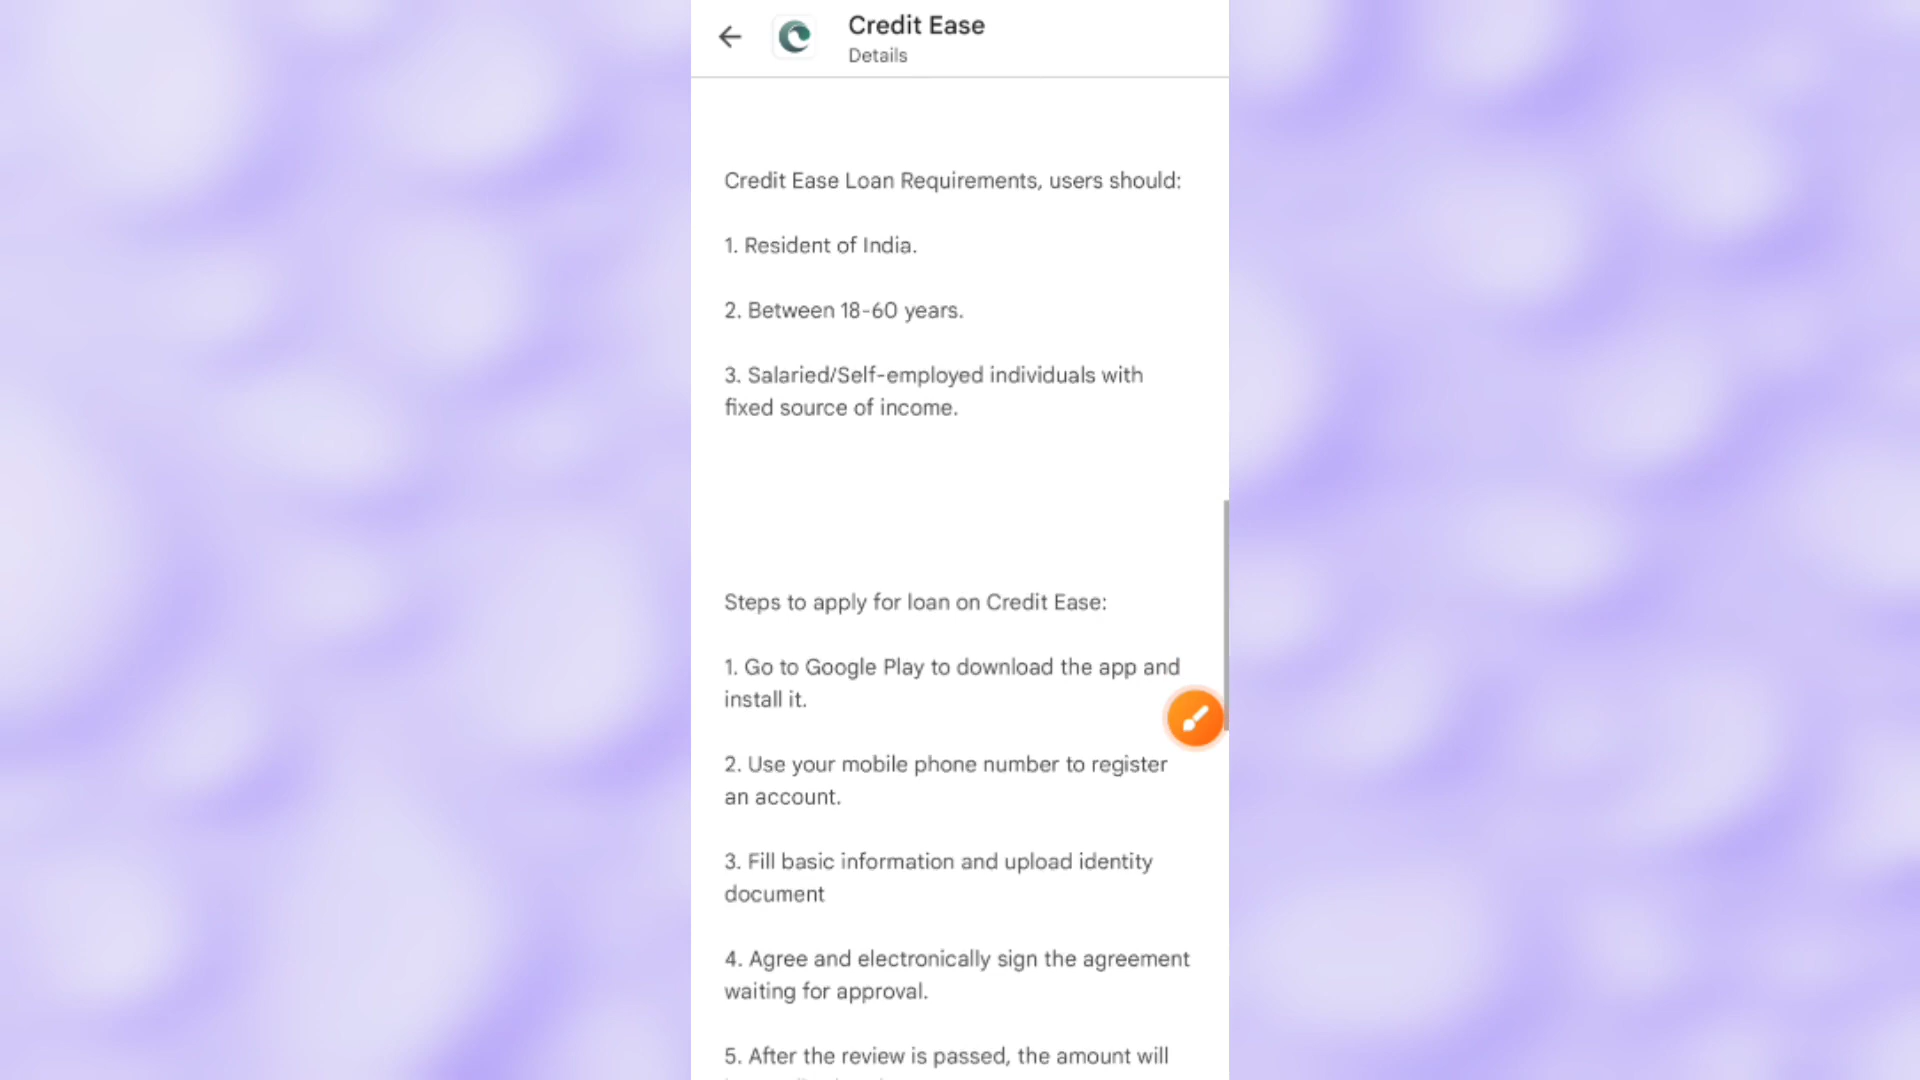 Credit Ease
Details
Credit Ease Loan Requirements, users should:
1. Resident of India.
2. Between 18-60 years.
3. Salaried/Self-employed individuals with
fixed source of income.
Steps to apply for loan on Credit Ease:
1. Go to Google Play to download the app and
install it.
2. Use your mobile phone number to register
an account.
3. Fill basic information and upload identity
document
4. Agree and electronically sign the agreement
waiting for approval.
5. After the review is passed, the amount will